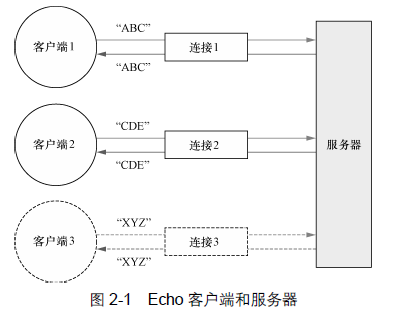 “ABC”
客户端1
连接1
“ABC”
“CDE”
客户端2
连接2
服务器
“CDE”
“XYZ”
客户端3
连接3
“XYZ”
图 2-1 Echo 客户端和服务器